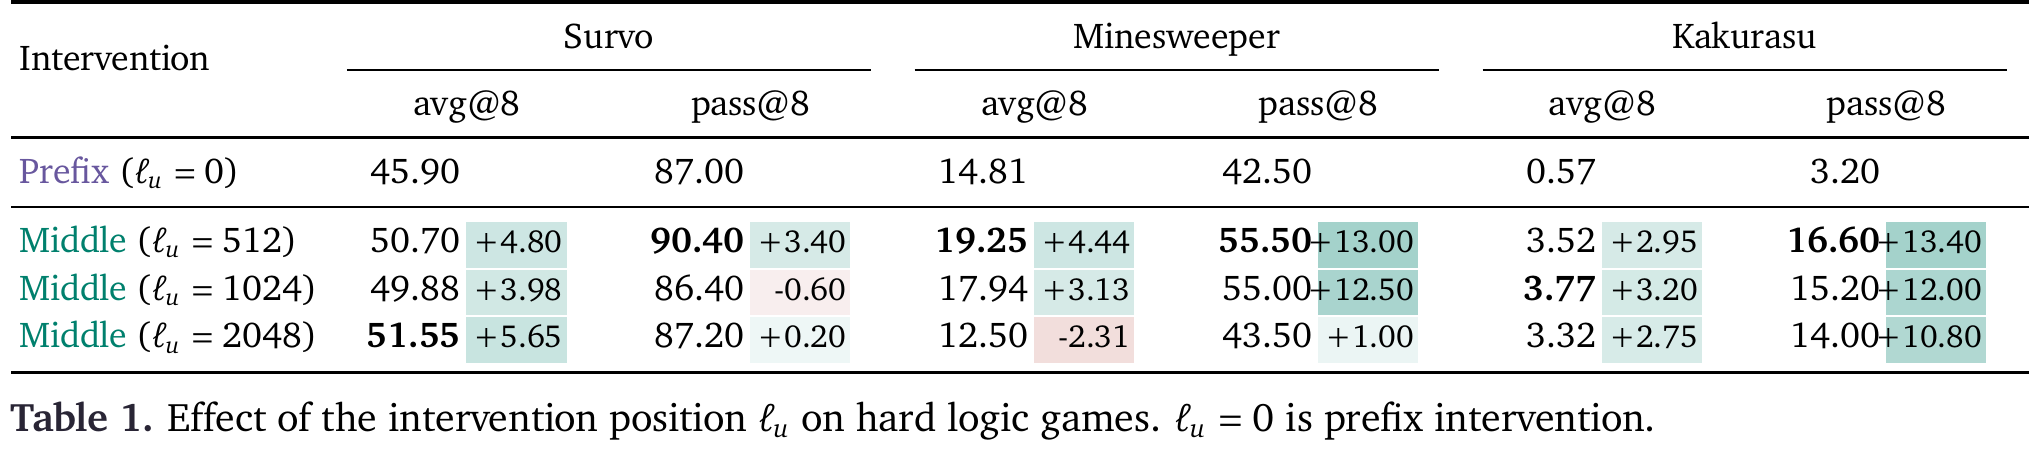 Intervention Survo Minesweeper Kakurasu
avg@8 pass@8 avg@8 pass@8 avg@8 pass@8
Prefix (ℓu = 0) 45.90 87.00 14.81 42.50 0.57 3.20
Middle (ℓu = 512) 50.70 +4.80 90.40 +3.40 19.25 +4.44 55.50 +13.00 3.52 +2.95 16.60 +13.40
Middle (ℓu = 1024) 49.88 +3.98 86.40 -0.60 17.94 +3.13 55.00 +12.50 3.77 +3.20 15.20 +12.00
Middle (ℓu = 2048) 51.55 +5.65 87.20 +0.20 12.50 -2.31 43.50 +1.00 3.32 +2.75 14.00 +10.80
Table 1. Effect of the intervention position ℓu on hard logic games. ℓu = 0 is prefix intervention.